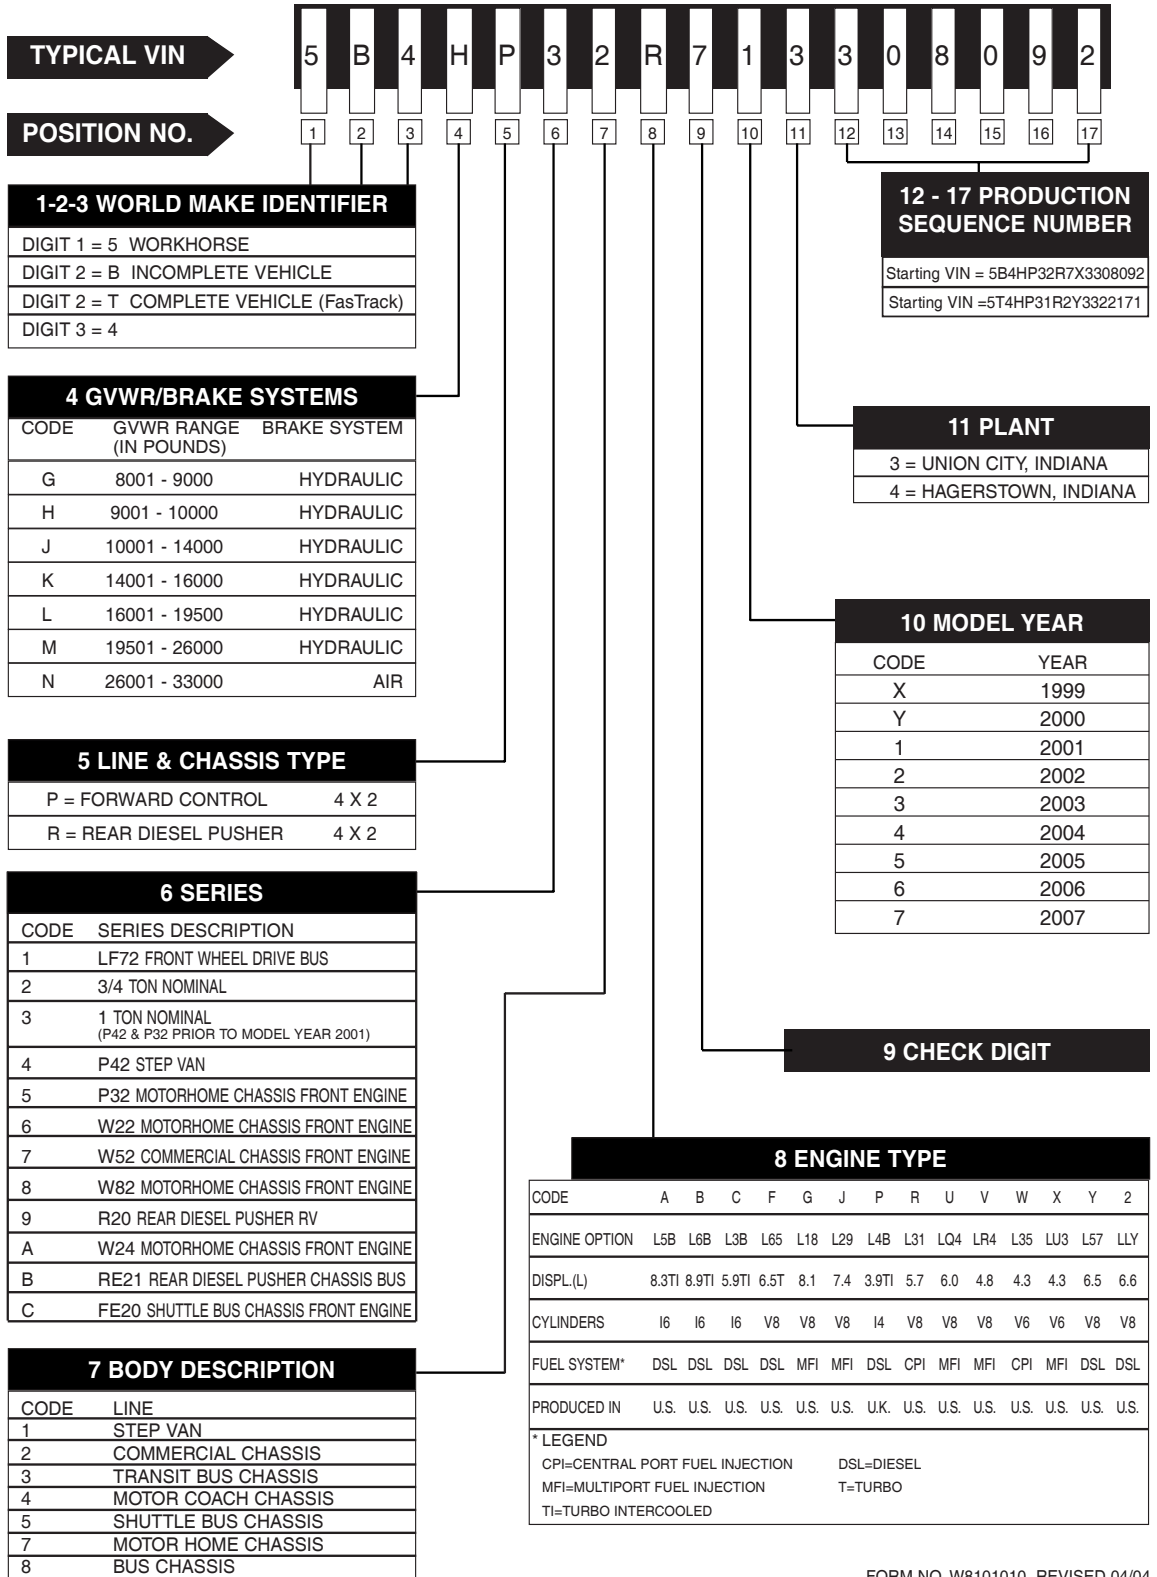 TYPICAL VIN
5 B 4 H P 3 2 R 7 1 3 3 0 8 0 9 2
POSITION NO.
1 2 3 4 5 6 7 8 9 10 11 12 13 14 15 16 17
1-2-3 WORLD MAKE IDENTIFIER
DIGIT 1 = 5 WORKHORSE
DIGIT 2 = B INCOMPLETE VEHICLE
DIGIT 2 = T COMPLETE VEHICLE (FasTrack)
DIGIT 3 = 4
12 - 17 PRODUCTION
SEQUENCE NUMBER
Starting VIN = 5B4HP32R7X3308092
Starting VIN =5T4HP31R2Y3322171
4 GVWR/BRAKE SYSTEMS
CODE GVWR RANGE BRAKE SYSTEM
(IN POUNDS)
G 8001 - 9000 HYDRAULIC
H 9001 - 10000 HYDRAULIC
J 10001 - 14000 HYDRAULIC
K 14001 - 16000 HYDRAULIC
L 16001 - 19500 HYDRAULIC
M 19501 - 26000 HYDRAULIC
N 26001 - 33000 AIR
11 PLANT
3 = UNION CITY, INDIANA
4 = HAGERSTOWN, INDIANA
10 MODEL YEAR
CODE YEAR
X 1999
Y 2000
1 2001
2 2002
3 2003
4 2004
5 2005
6 2006
7 2007
5 LINE & CHASSIS TYPE
P = FORWARD CONTROL 4 X 2
R = REAR DIESEL PUSHER 4 X 2
6 SERIES
CODE SERIES DESCRIPTION
1 LF72 FRONT WHEEL DRIVE BUS
2 3/4 TON NOMINAL
3 1 TON NOMINAL
(P42 & P32 PRIOR TO MODEL YEAR 2001)
4 P42 STEP VAN
5 P32 MOTORHOME CHASSIS FRONT ENGINE
6 W22 MOTORHOME CHASSIS FRONT ENGINE
7 W52 COMMERCIAL CHASSIS FRONT ENGINE
8 W82 MOTORHOME CHASSIS FRONT ENGINE
9 R20 REAR DIESEL PUSHER RV
A W24 MOTORHOME CHASSIS FRONT ENGINE
B RE21 REAR DIESEL PUSHER CHASSIS BUS
C FE20 SHUTTLE BUS CHASSIS FRONT ENGINE
9 CHECK DIGIT
8 ENGINE TYPE
CODE A B C F G J P R U V W X Y 2
ENGINE OPTION L5B L6B L3B L65 L18 L29 L4B L31 LQ4 LR4 L35 LU3 L57 LLY
DISPL.(L) 8.3TI 8.9TI 5.9TI 6.5T 8.1 7.4 3.9TI 5.7 6.0 4.8 4.3 4.3 6.5 6.6
CYLINDERS I6 I6 I6 V8 V8 V8 I4 V8 V8 V8 V6 V6 V8 V8
FUEL SYSTEM* DSL DSL DSL DSL MFI MFI DSL CPI MFI MFI CPI MFI DSL DSL
PRODUCED IN U.S. U.S. U.S. U.S. U.S. U.S. U.K. U.S. U.S. U.S. U.S. U.S. U.S. U.S.
* LEGEND
CPI=CENTRAL PORT FUEL INJECTION DSL=DIESEL
MFI=MULTIPORT FUEL INJECTION T=TURBO
TI=TURBO INTERCOOLED
7 BODY DESCRIPTION
CODE LINE
1 STEP VAN
2 COMMERCIAL CHASSIS
3 TRANSIT BUS CHASSIS
4 MOTOR COACH CHASSIS
5 SHUTTLE BUS CHASSIS
7 MOTOR HOME CHASSIS
8 BUS CHASSIS
FORM NO. W8101010 REVISED 04/04